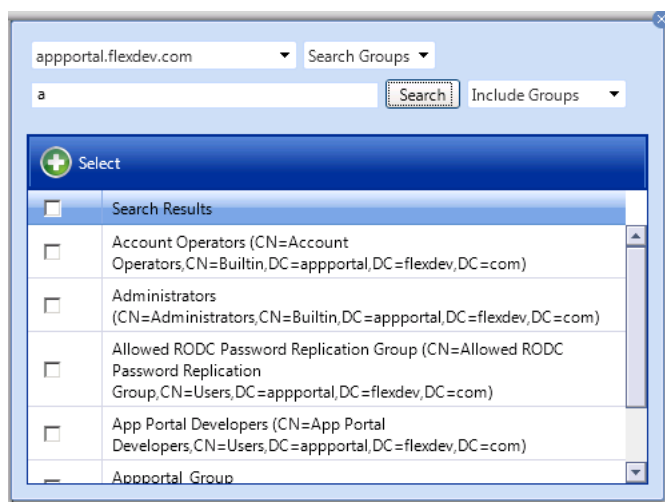 appportal.flexdev.com Search Groups
a Search Include Groups
Select
Search Results
Account Operators (CN=Account
Operators,CN=Builtin,DC=appportal,DC=flexdev,DC=com)
Administrators
(CN=Administrators,CN=Builtin,DC=appportal,DC=flexdev,DC=com)
Allowed RODC Password Replication Group (CN=Allowed RODC
Password Replication
Group,CN=Users,DC=appportal,DC=flexdev,DC=com)
App Portal Developers (CN=App Portal
Developers,CN=Users,DC=appportal,DC=flexdev,DC=com)
Appportal Group